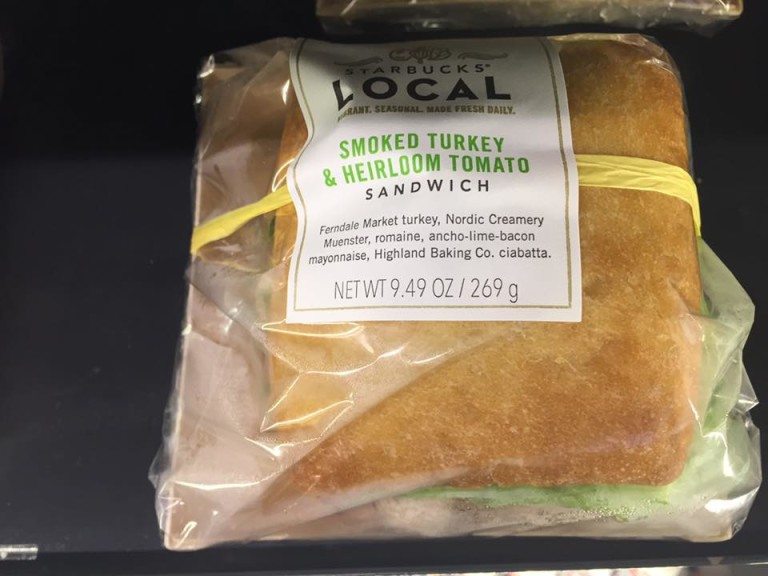 STARBUCKS®
LOCAL
SEASONAL. MADE FRESH DAILY.
SMOKED TURKEY
& HEIRLOOM TOMATO
SANDWICH
Ferndale Market turkey, Nordic Creamery
Muenster, romaine, ancho-lime-bacon
mayonnaise, Highland Baking Co. ciabatta.
NET WT 9.49 OZ / 269 g